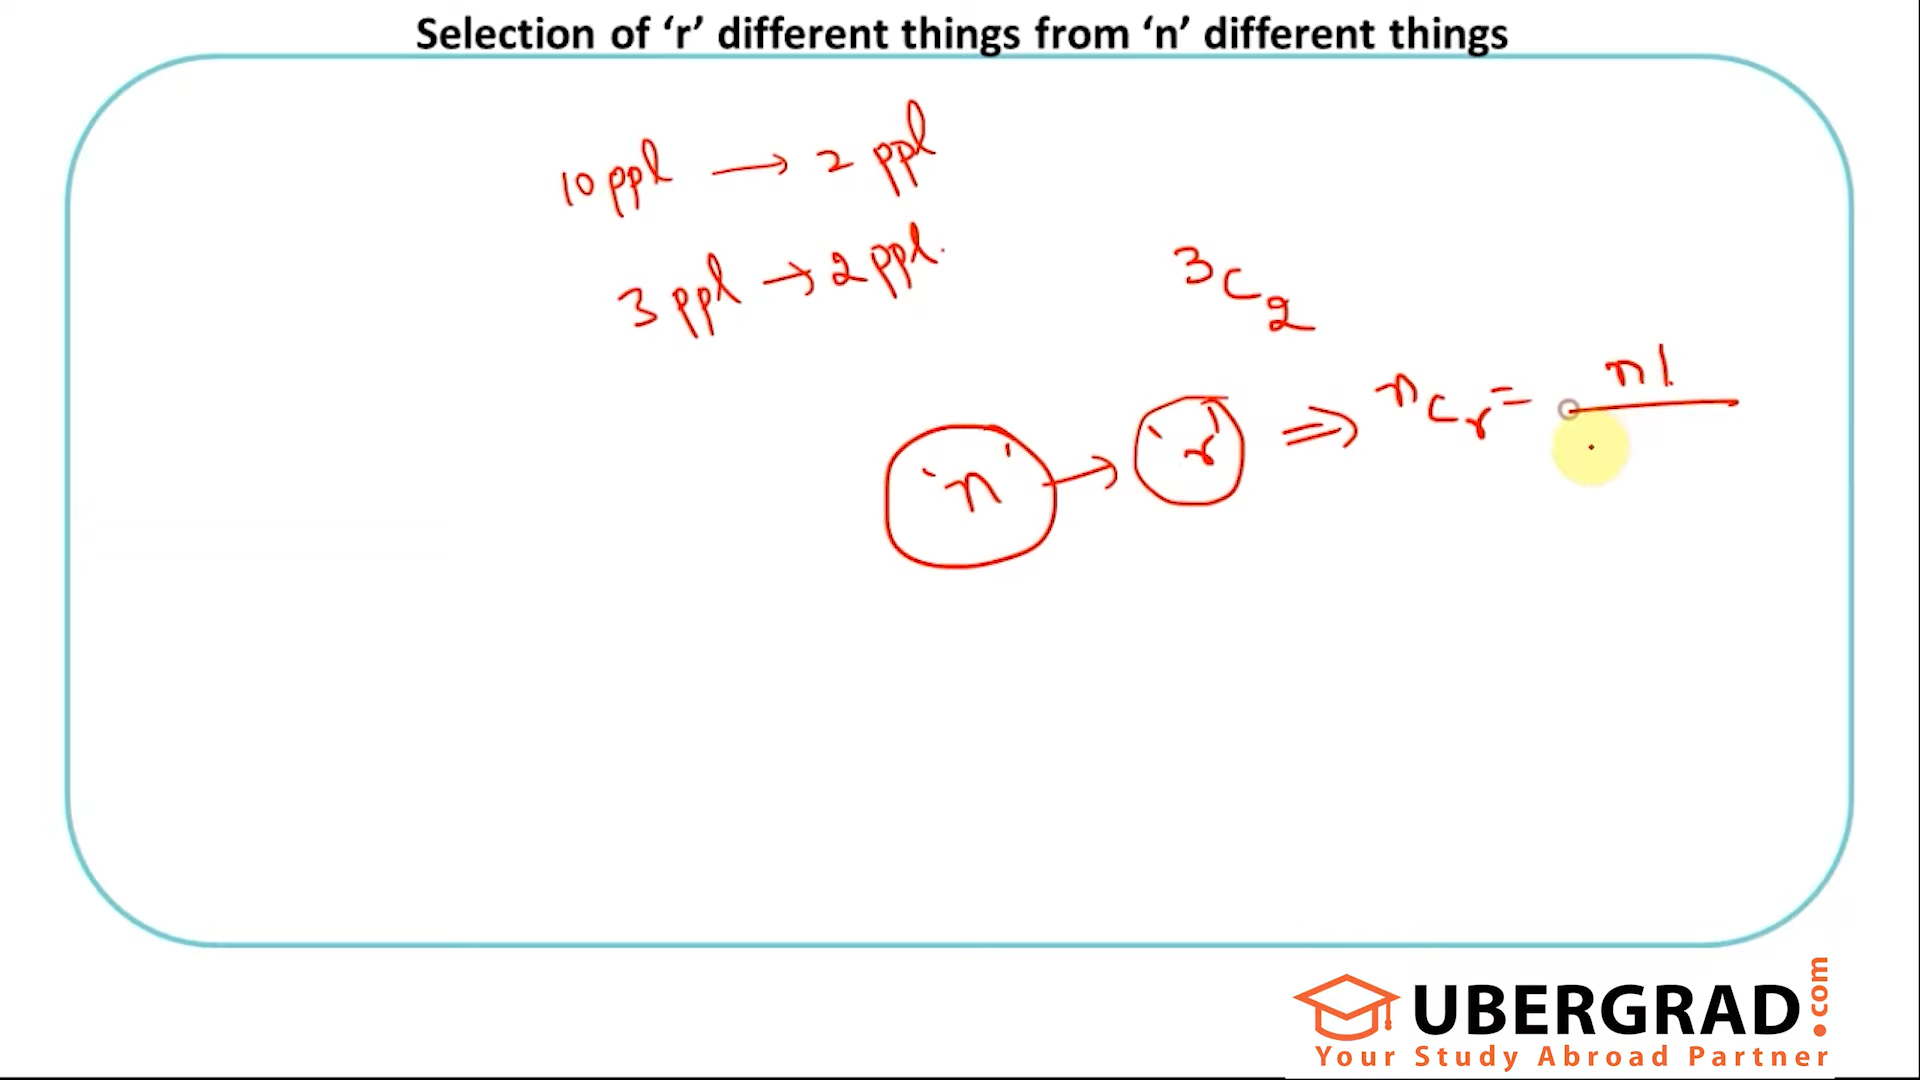 Selection of ‘r’ different things from ‘n’ different things
10 ppl → 2 ppl
3 ppl → 2 ppl.
³C₂
‘n’ → ‘r’ ⇒ ⁿCᵣ = n!
UBERGRAD.com
Your Study Abroad Partner